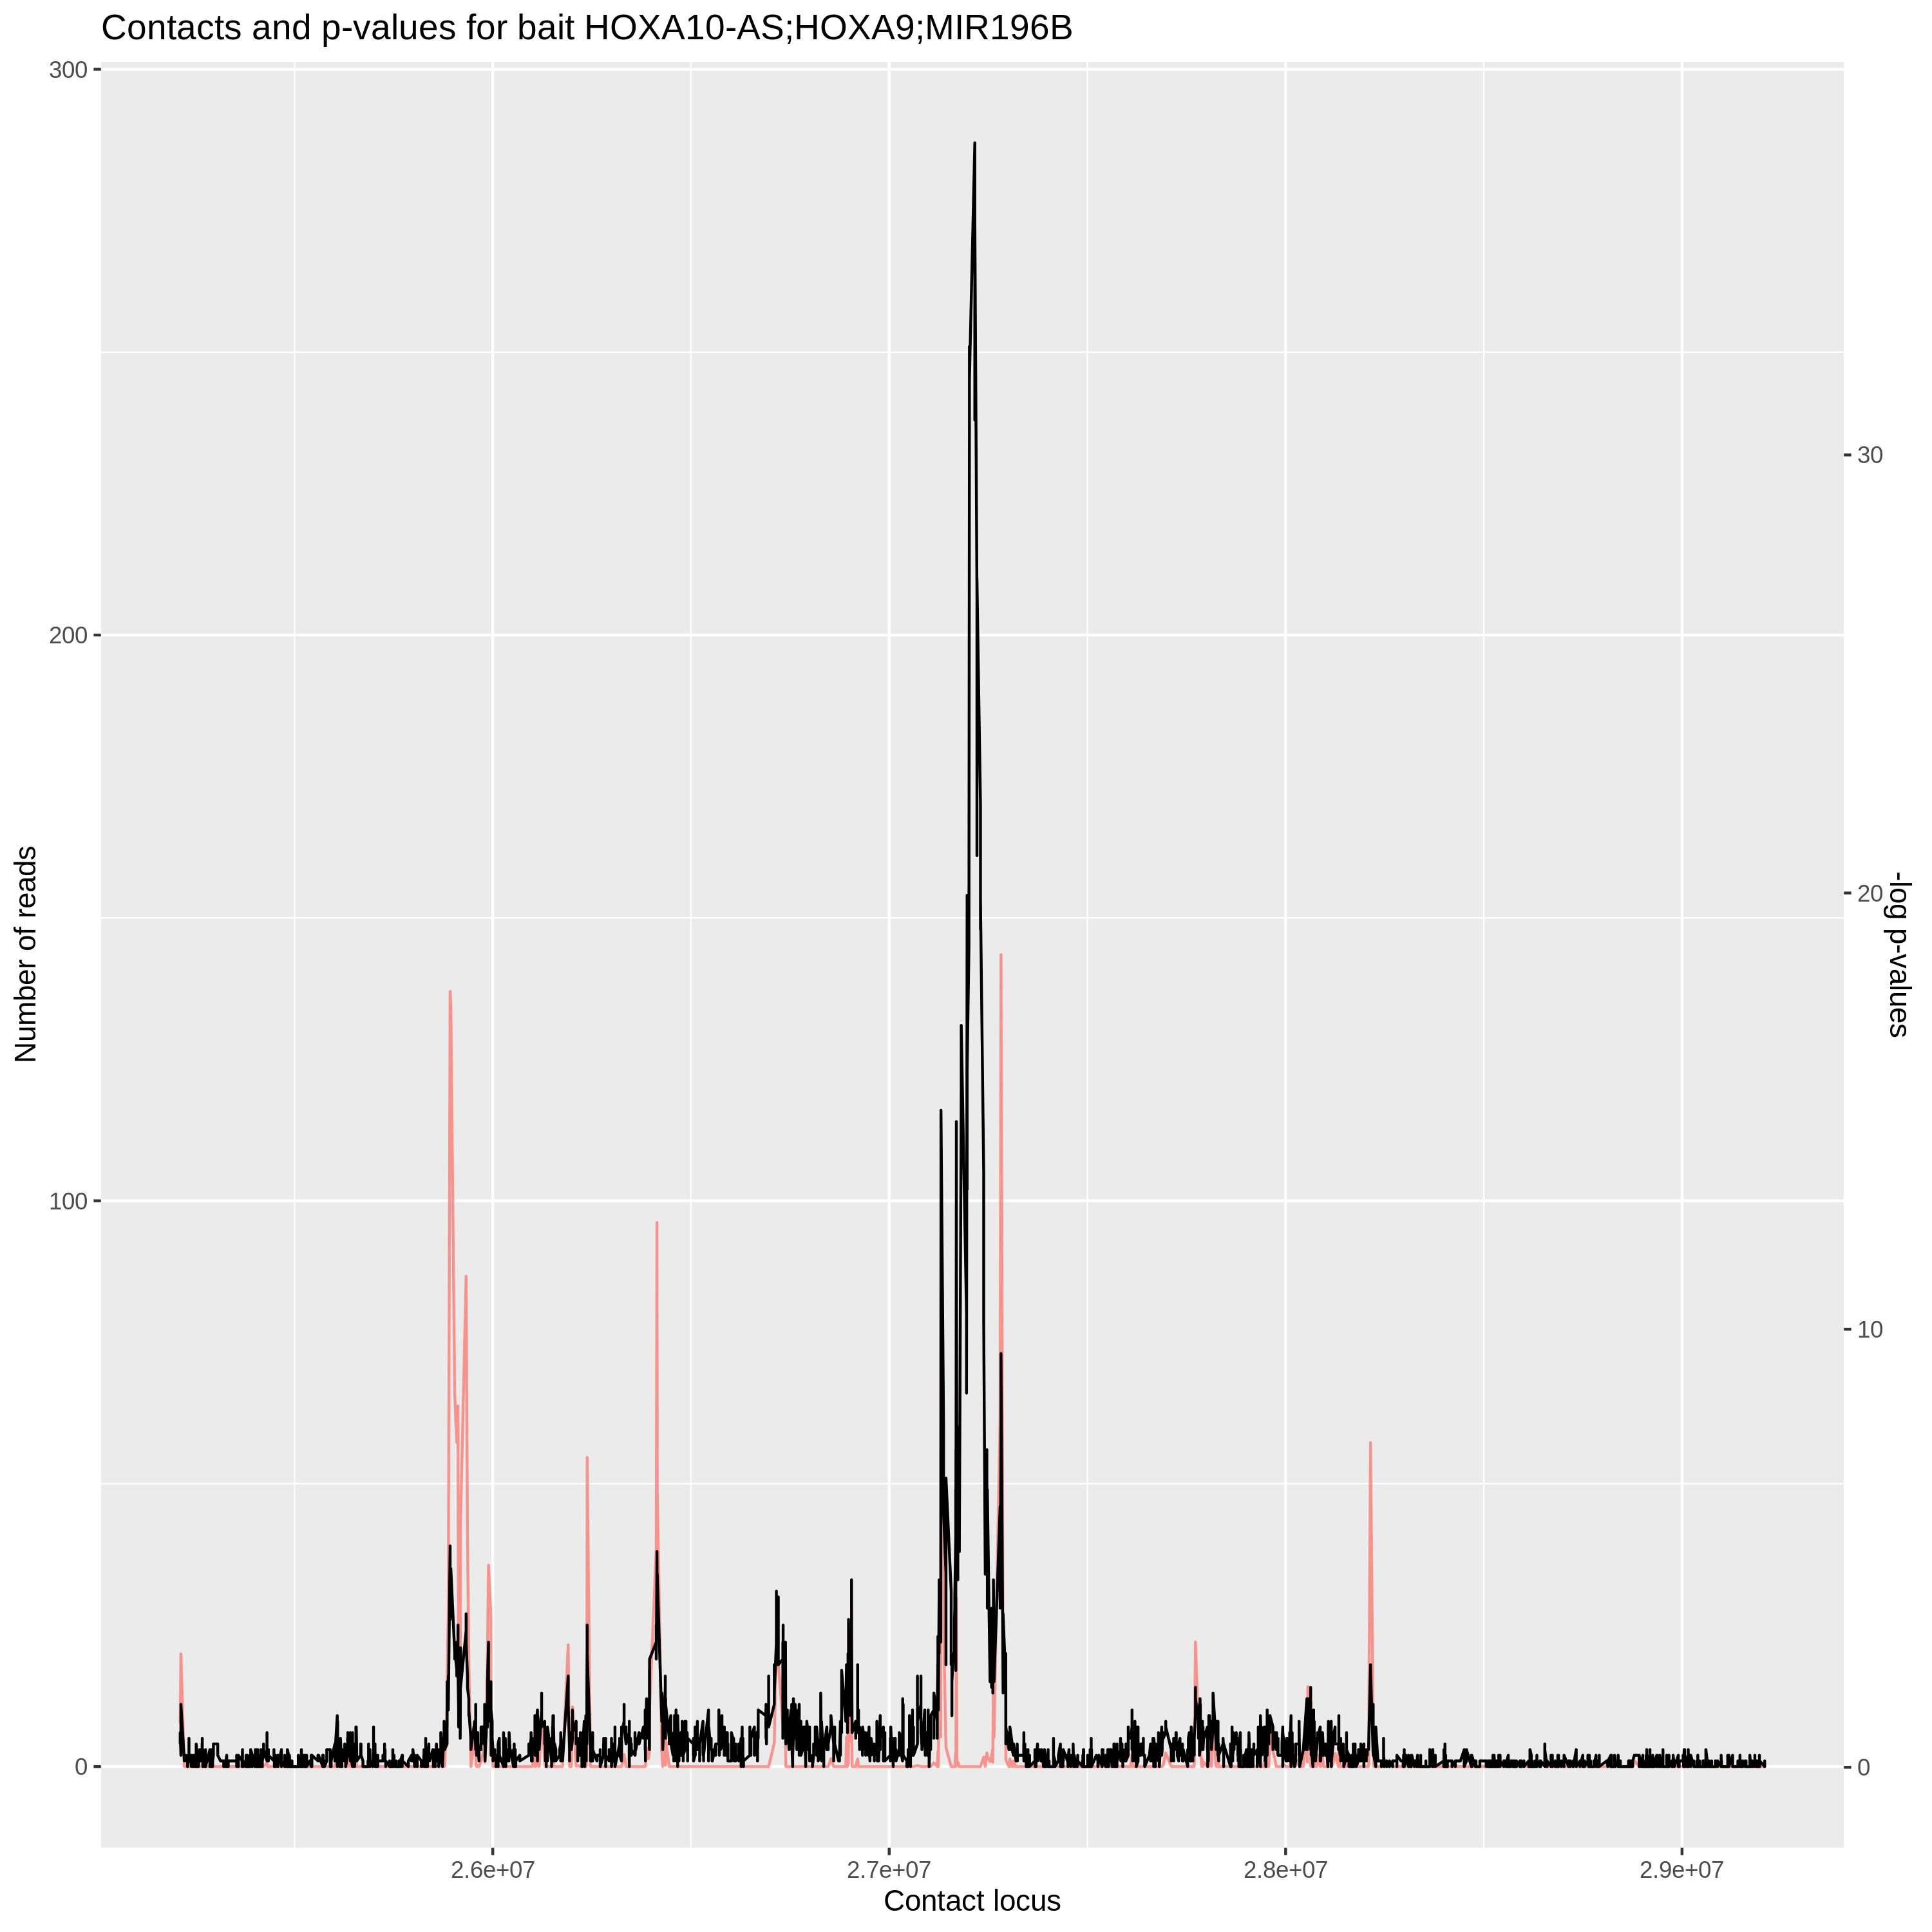 Contacts and p-values for bait HOXA10-AS;HOXA9;MIR196B
300
200
100
0
Number of reads
30
20
10
0
-log p-values
2.6e+07
2.7e+07
2.8e+07
2.9e+07
Contact locus